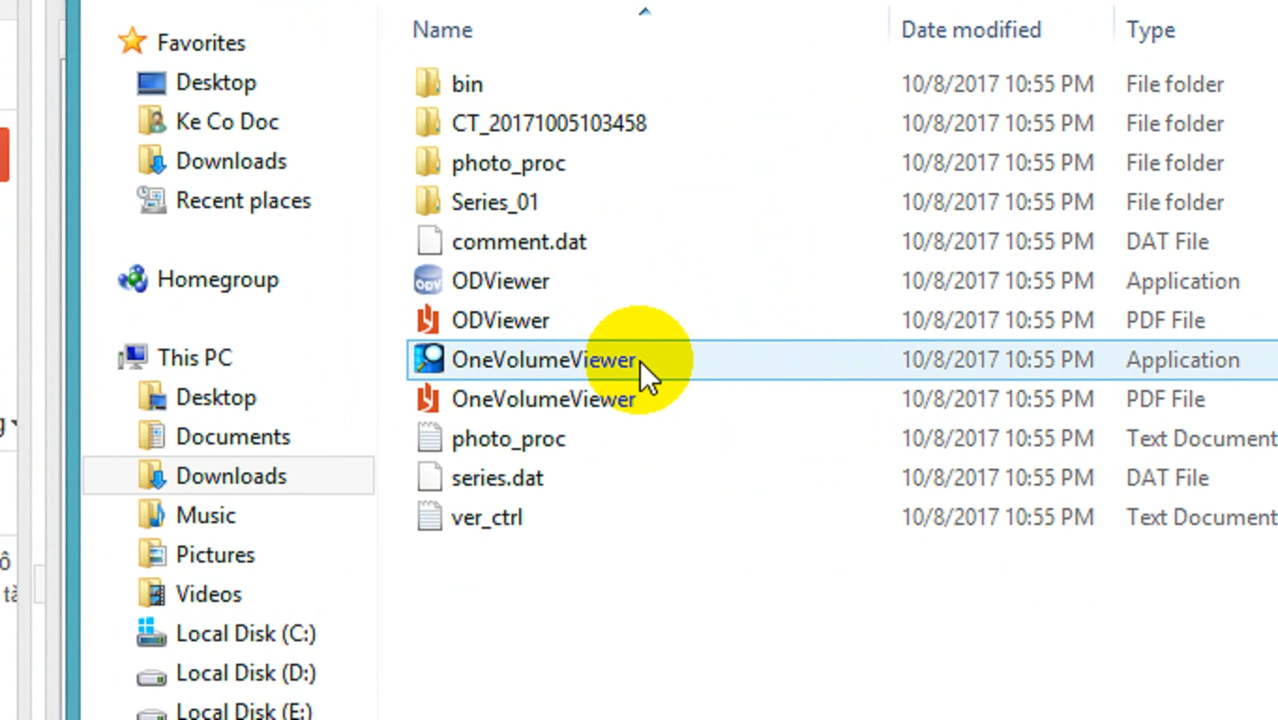 Favorites
Desktop
Ke Co Doc
Downloads
Recent places
Homegroup
This PC
Desktop
Documents
Downloads
Music
Pictures
Videos
Local Disk (C:)
Local Disk (D:)
Local Disk (E:)
Name Date modified Type
bin 10/8/2017 10:55 PM File folder
CT_20171005103458 10/8/2017 10:55 PM File folder
photo_proc 10/8/2017 10:55 PM File folder
Series_01 10/8/2017 10:55 PM File folder
comment.dat 10/8/2017 10:55 PM DAT File
ODViewer 10/8/2017 10:55 PM Application
ODViewer 10/8/2017 10:55 PM PDF File
OneVolumeViewer 10/8/2017 10:55 PM Application
OneVolumeViewer 10/8/2017 10:55 PM PDF File
photo_proc 10/8/2017 10:55 PM Text Document
series.dat 10/8/2017 10:55 PM DAT File
ver_ctrl 10/8/2017 10:55 PM Text Document